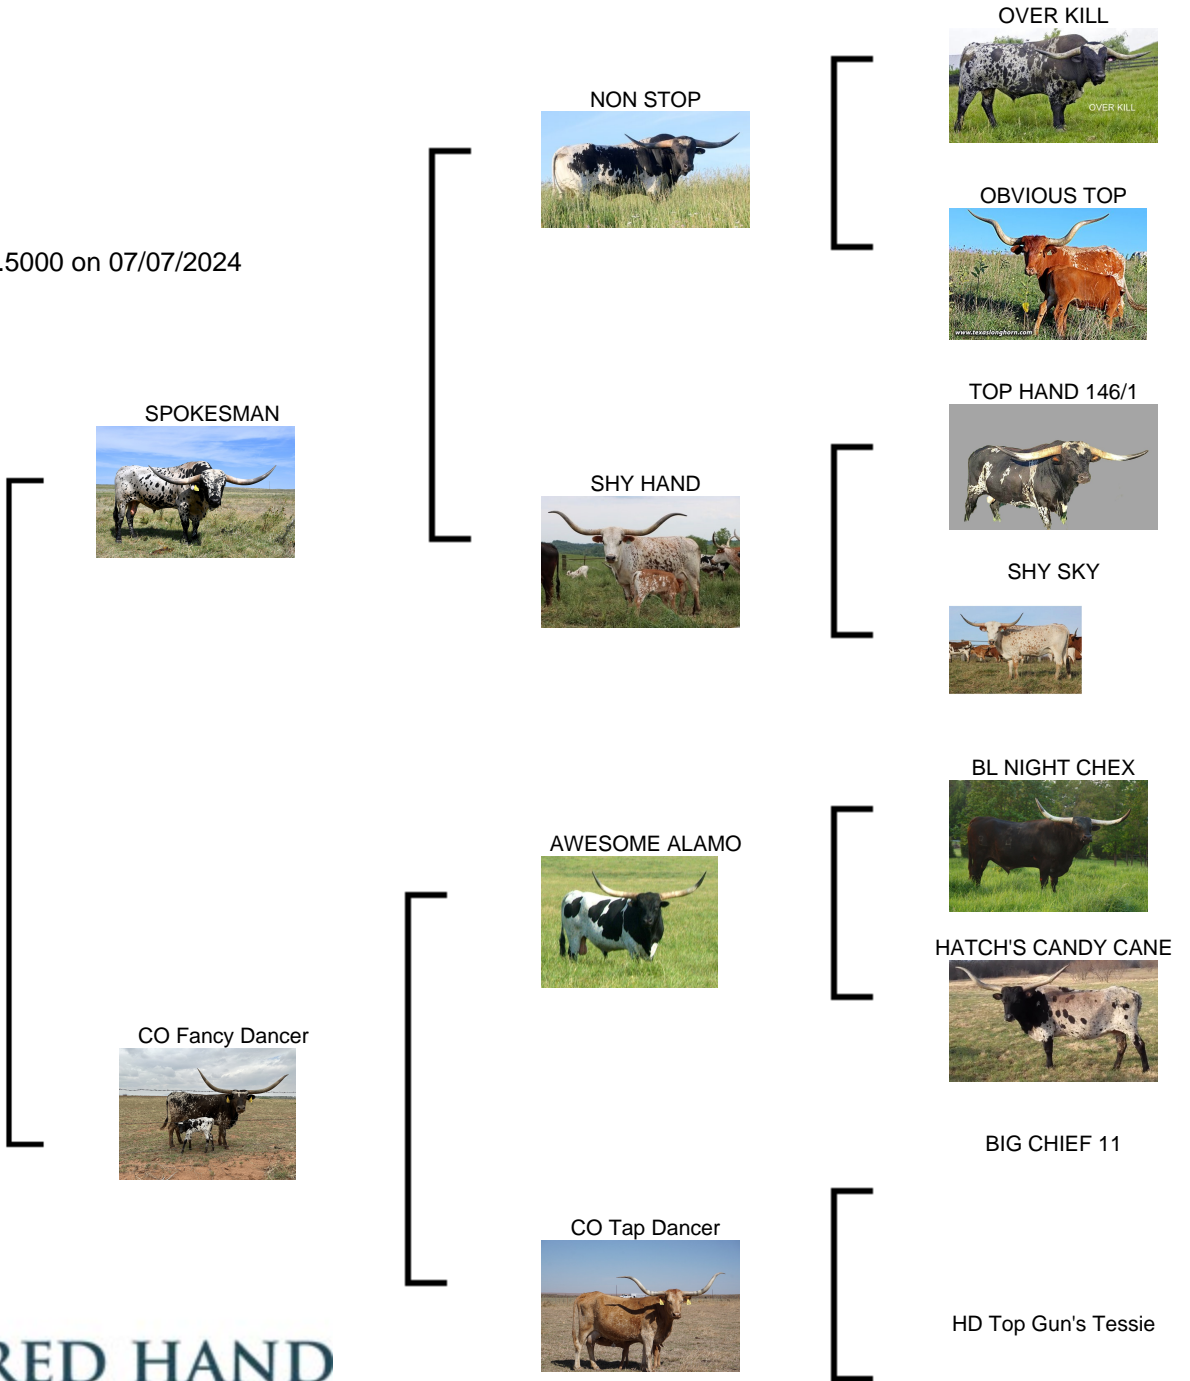 OVER KILL
OVER KILL
NON STOP
OBVIOUS TOP
www.texaslonghorn.com
.5000 on 07/07/2024
TOP HAND 146/1
SPOKESMAN
SHY HAND
SHY SKY
BL NIGHT CHEX
AWESOME ALAMO
HATCH'S CANDY CANE
CO Fancy Dancer
BIG CHIEF 11
CO Tap Dancer
HD Top Gun's Tessie
RED HAND